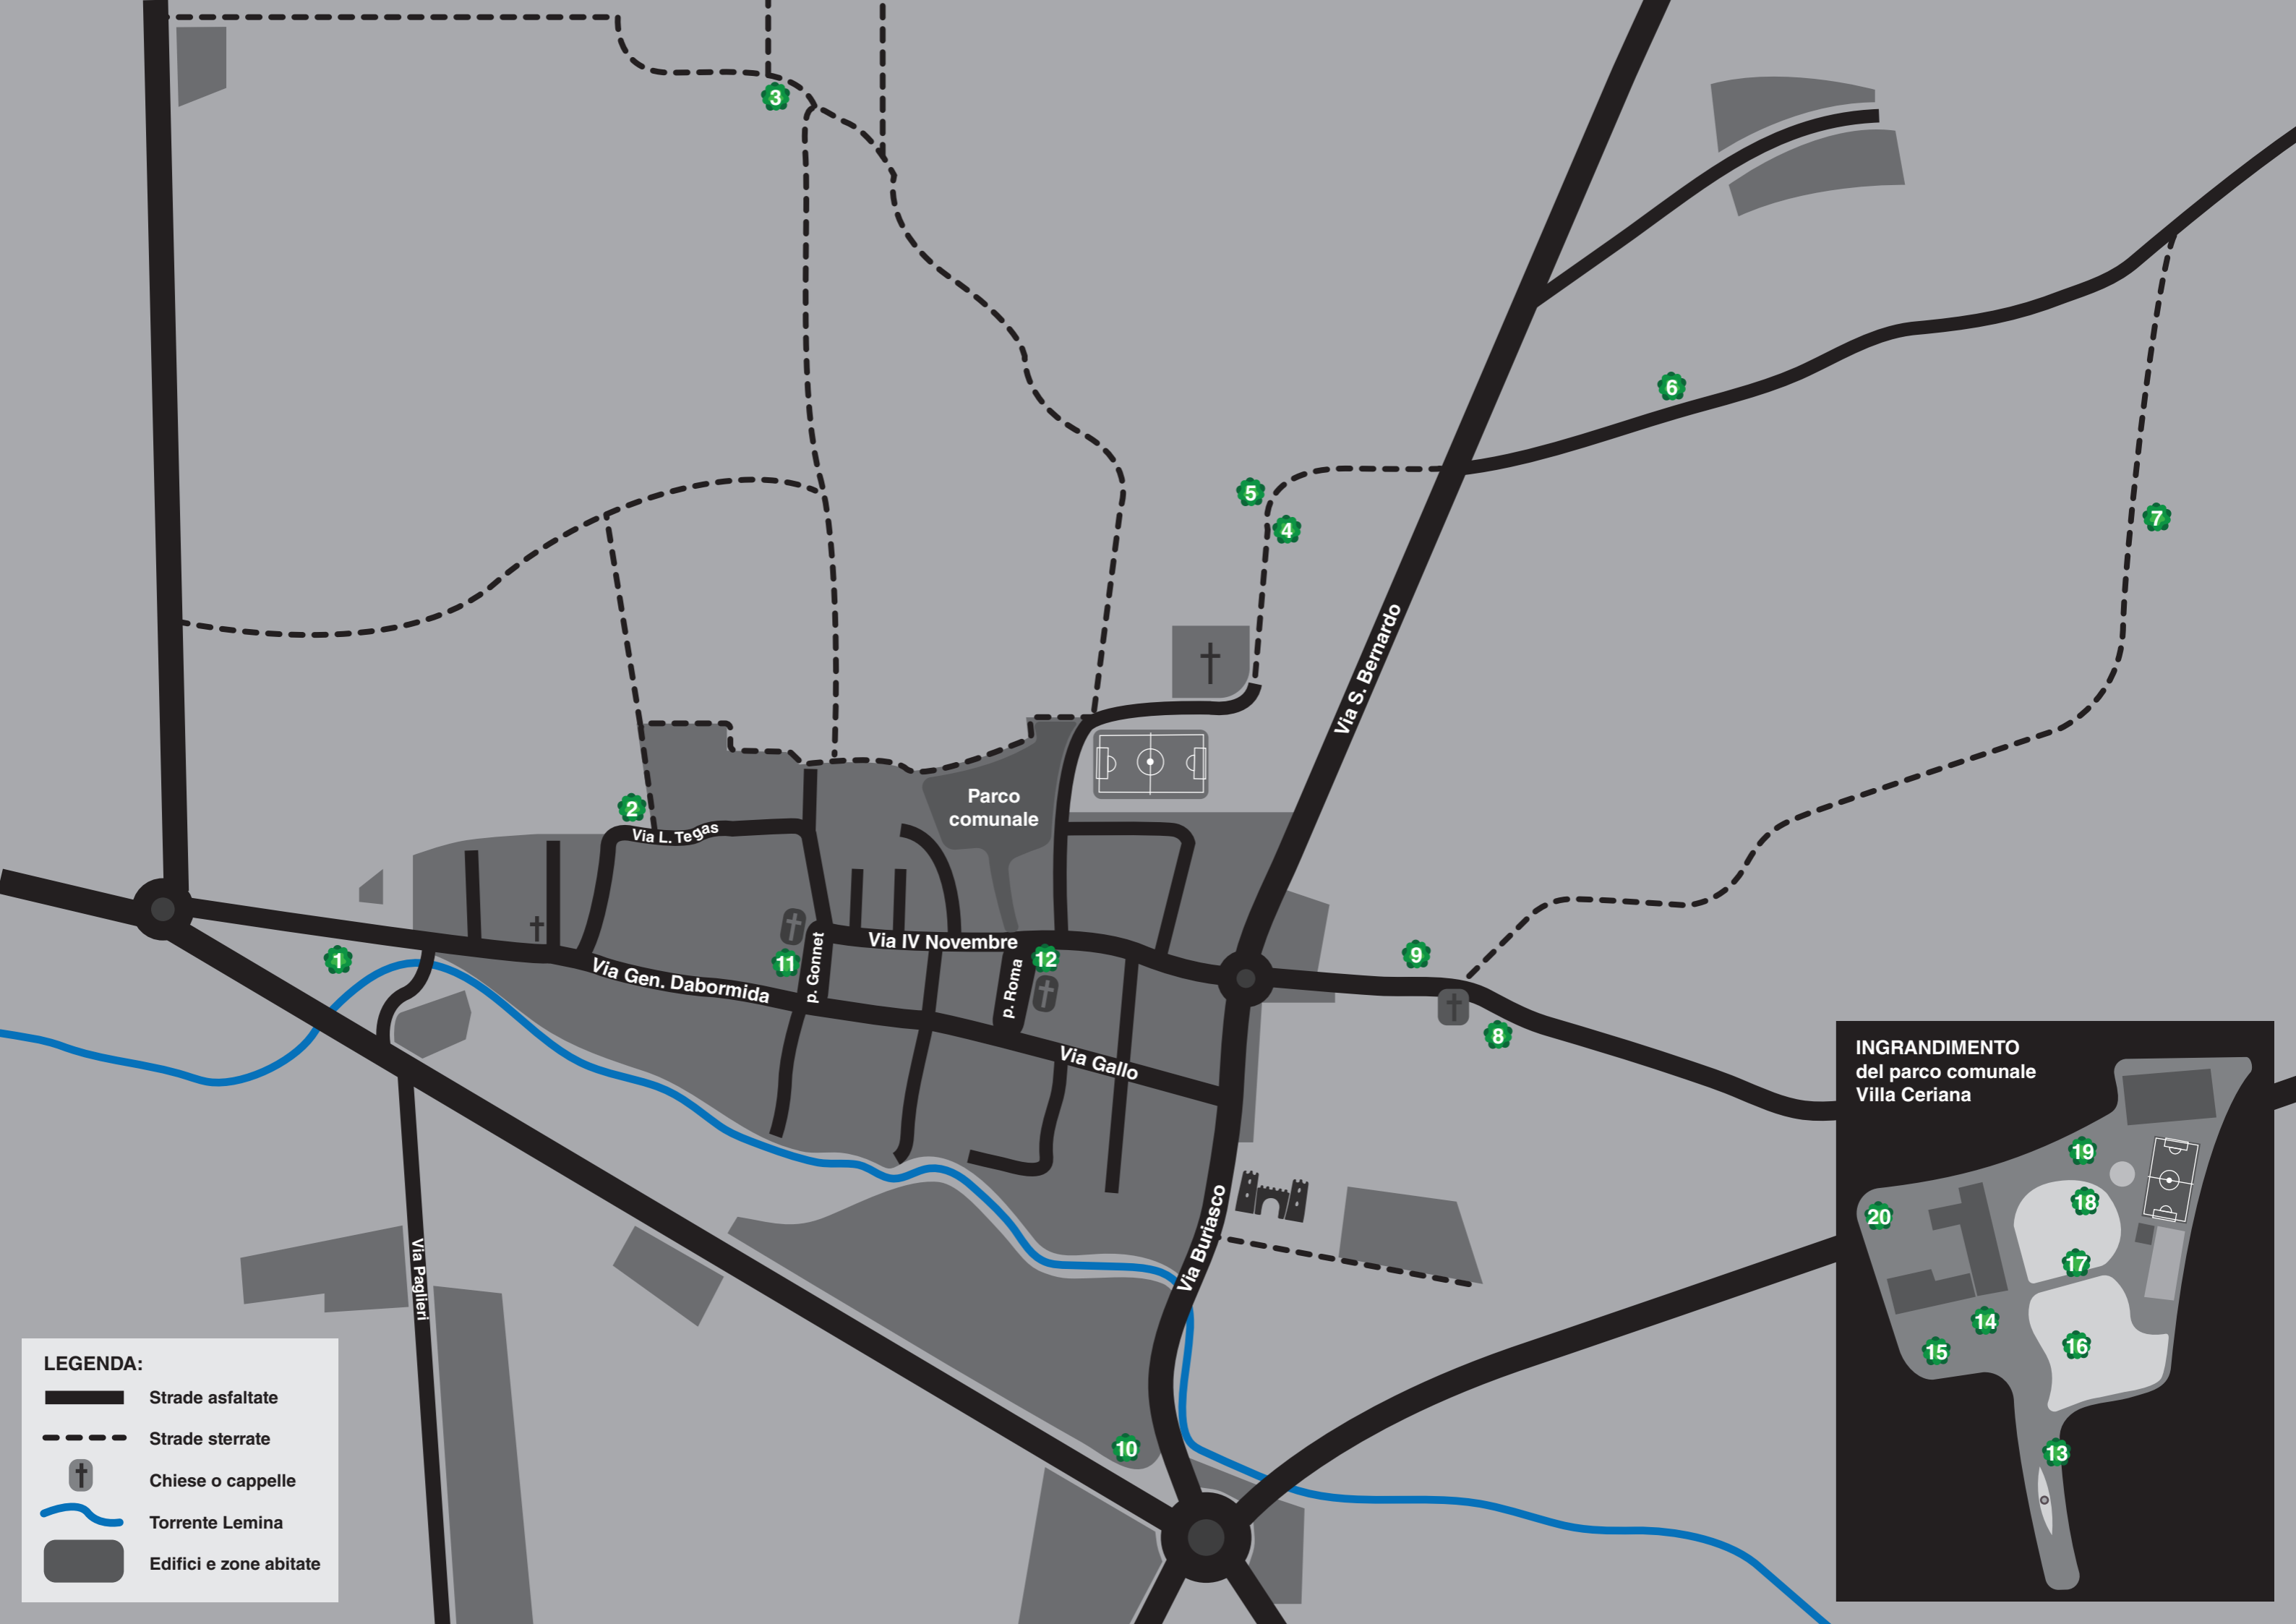 3
6
5
4
7
Via S. Bernardo
2
Via L. Tegas
Parco
comunale
1
11
p. Gonnet
Via IV Novembre
12
p. Roma
Via Gen. Dabormida
Via Gallo
9
8
Via Buriasco
Via Paglieri
10
LEGENDA:
Strade asfaltate
Strade sterrate
Chiese o cappelle
Torrente Lemina
Edifici e zone abitate
INGRANDIMENTO
del parco comunale
Villa Ceriana
19
18
20
17
14
15
16
13